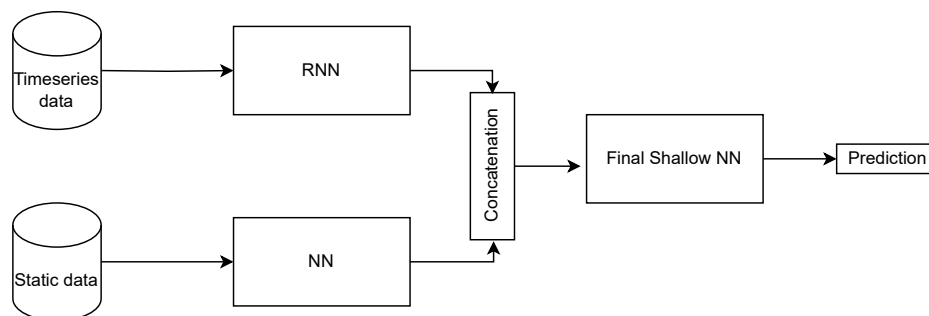 Timeseries
data
RNN
Concatenation
Final Shallow NN
Prediction
Static data
NN